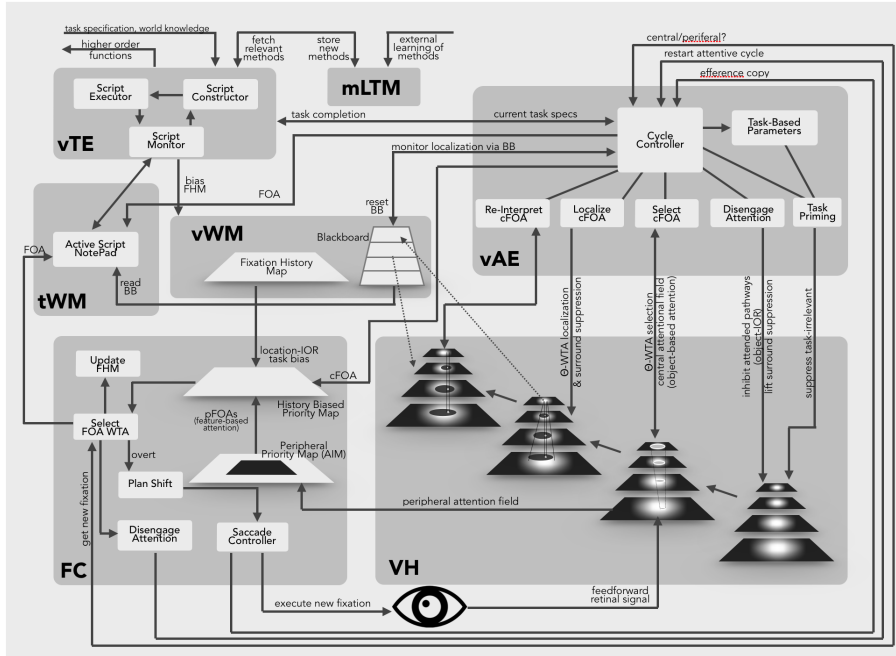 task specification, world knowledge
higher order
functions
fetch
relevant
methods
store
new
methods
external
learning of
methods
central/periferal?
restart attentive cycle
efference copy
Script
Executor
Script
Constructor
Script
Monitor
vTE
mLTM
task completion
current task specs
monitor localization via BB
Cycle
Controller
Task-Based
Parameters
Re-Interpret
cFOA
Localize
cFOA
Select
cFOA
Disengage
Attention
Task
Priming
vAE
bias
FHM
FOA
reset
BB
FOA
Active Script
NotePad
tWM
read
BB
vWM
Blackboard
Fixation History
Map
location-IOR
task bias
cFOA
Update
FHM
History Biased
Priority Map
pFOAs
(feature-based
attention)
Select
FOA WTA
Peripheral
Priority Map (AIM)
overt
Plan Shift
get new fixation
Disengage
Attention
Saccade
Controller
FC
execute new fixation
peripheral attention field
feedforward
retinal signal
VH
Θ-WTA localization
& surround suppression
Θ-WTA selection
central attentional field
(object-based attention)
inhibit attended pathways
(object-IOR)
lift surround suppression
suppress task-irrelevant